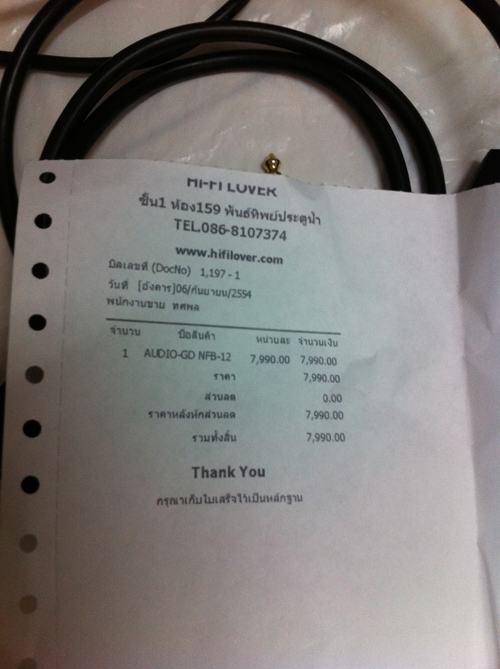 HI-FI LOVER
ชั้น1 ห้อง159 พันธ์ทิพย์ประตูน้ำ
TEL.086-8107374
www.hifilover.com
บิลเลขที่ (DocNo) 1,197 - 1
วันที่ [อังคาร]06/กันยายน/2554
พนักงานขาย ทศพล
จำนวน ชื่อสินค้า หน่วยละ จำนวนเงิน
1 AUDIO-GD NFB-12 7,990.00 7,990.00
ราคา 7,990.00
ส่วนลด 0.00
ราคาหลังหักส่วนลด 7,990.00
รวมทั้งสิ้น 7,990.00
Thank You
กรุณาเก็บใบเสร็จไว้เป็นหลักฐาน